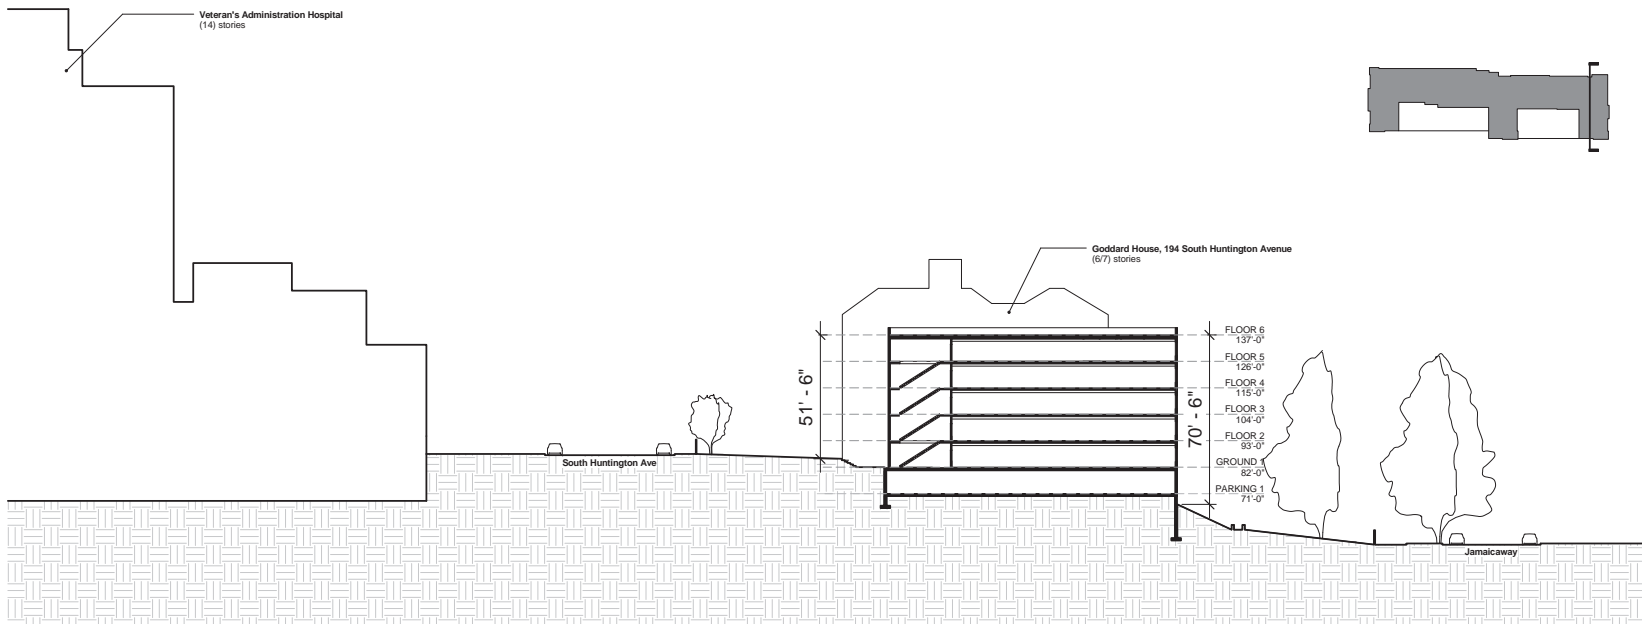 Veteran's Administration Hospital
(14) stories
Goddard House, 194 South Huntington Avenue
(6/7) stories
FLOOR 6
137'-0"
FLOOR 5
126'-0"
FLOOR 4
115'-0"
FLOOR 3
104'-0"
FLOOR 2
93'-0"
GROUND 1
82'-0"
PARKING 1
71'-0"
51' - 6"
70' - 6"
South Huntington Ave
Jamaicaway